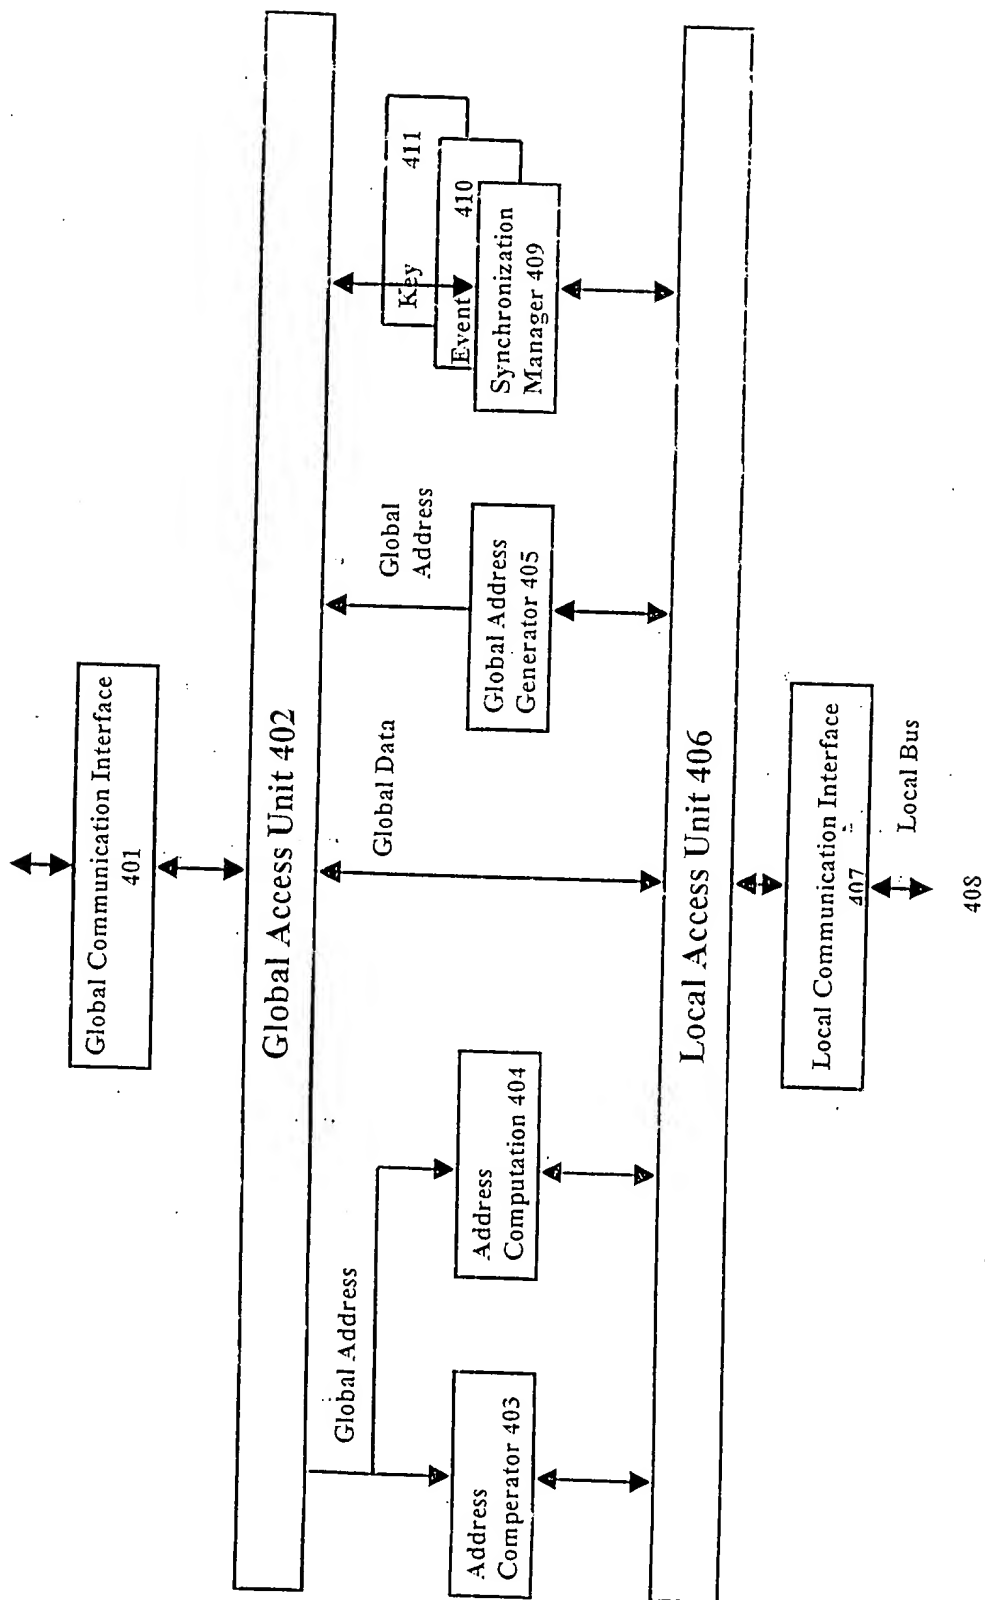 Global Communication Interface
401
Global Access Unit 402
Global Address
Global Data
Global
Address
Key
411
Event
410
Address
Comperator 403
Address
Computation 404
Global Address
Generator 405
Synchronization
Manager 409
Local Access Unit 406
Local Communication Interface
407
Local Bus
408